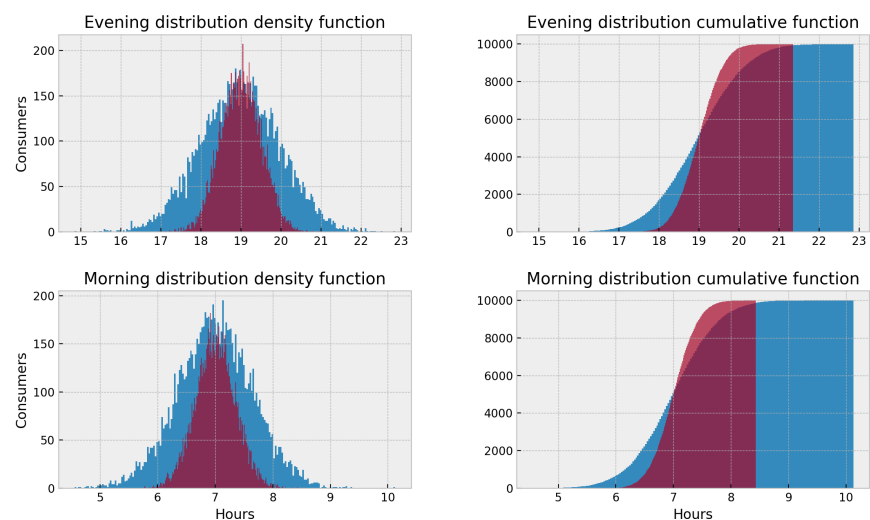 Evening distribution density function
Evening distribution cumulative function
200
150
100
50
0
Consumers
15 16 17 18 19 20 21 22 23
10000
8000
6000
4000
2000
0
15 16 17 18 19 20 21 22 23
Morning distribution density function
Morning distribution cumulative function
200
150
100
50
0
Consumers
5 6 7 8 9 10
Hours
10000
8000
6000
4000
2000
0
5 6 7 8 9 10
Hours